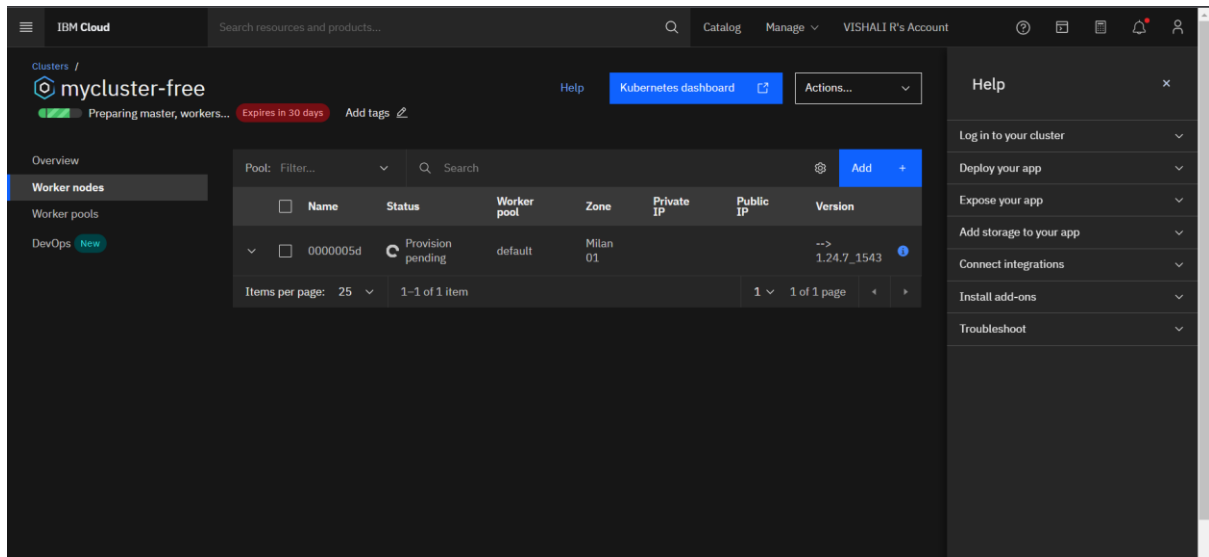 IBM Cloud Search resources and products... Catalog Manage VISHALI R's Account
Clusters /
mycluster-free
Help Kubernetes dashboard Actions...
Preparing master, workers... Expires in 30 days Add tags
Overview
Worker nodes
Worker pools
DevOps New
Pool: Filter... Search Add +
Name Status Worker pool Zone Private IP Public IP Version
0000005d Provision pending default Milan 01 --> 1.24.7_1543
Items per page: 25 1–1 of 1 item 1 1 of 1 page
Help
Log in to your cluster
Deploy your app
Expose your app
Add storage to your app
Connect integrations
Install add-ons
Troubleshoot